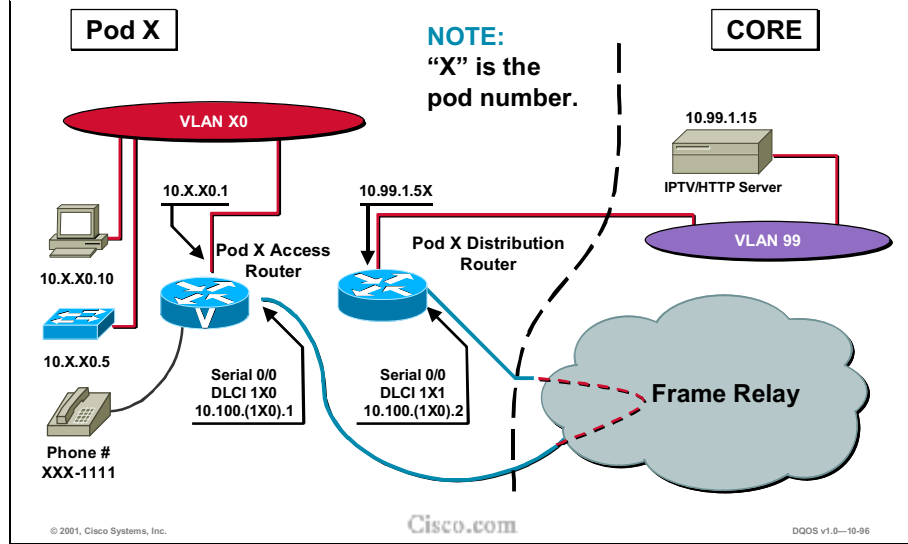 Pod X
NOTE:
“X” is the
pod number.
CORE
VLAN X0
10.99.1.15
IPTV/HTTP Server
10.X.X0.1
10.99.1.5X
VLAN 99
Pod X Access
Router
Pod X Distribution
Router
10.X.X0.10
V
10.X.X0.5
Serial 0/0
DLCI 1X0
10.100.(1X0).1
Serial 0/0
DLCI 1X1
10.100.(1X0).2
Frame Relay
Phone #
XXX-1111
© 2001, Cisco Systems, Inc.
Cisco.com
DQOS v1.0—10-96